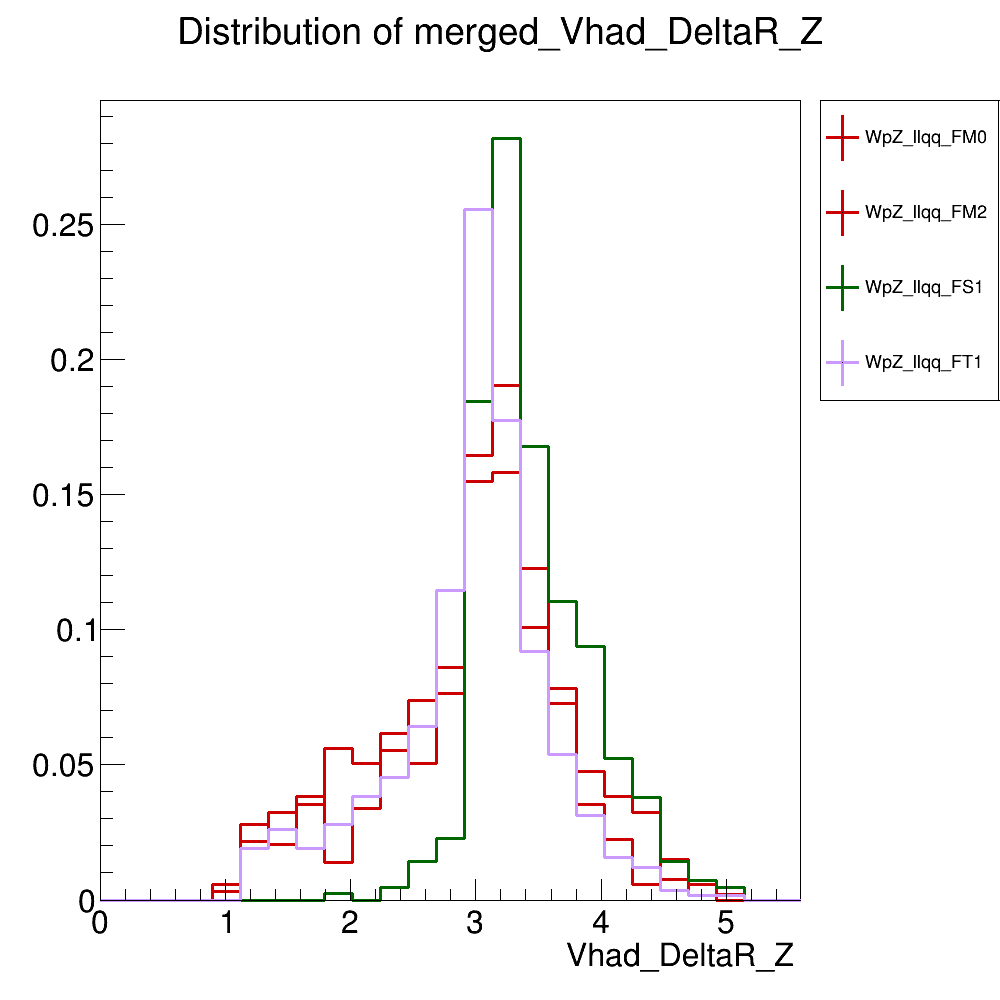 Distribution of merged_Vhad_DeltaR_Z
WpZ_llqq_FM0
WpZ_llqq_FM2
WpZ_llqq_FS1
WpZ_llqq_FT1
0.25
0.2
0.15
0.1
0.05
0
0 1 2 3 4 5
Vhad_DeltaR_Z